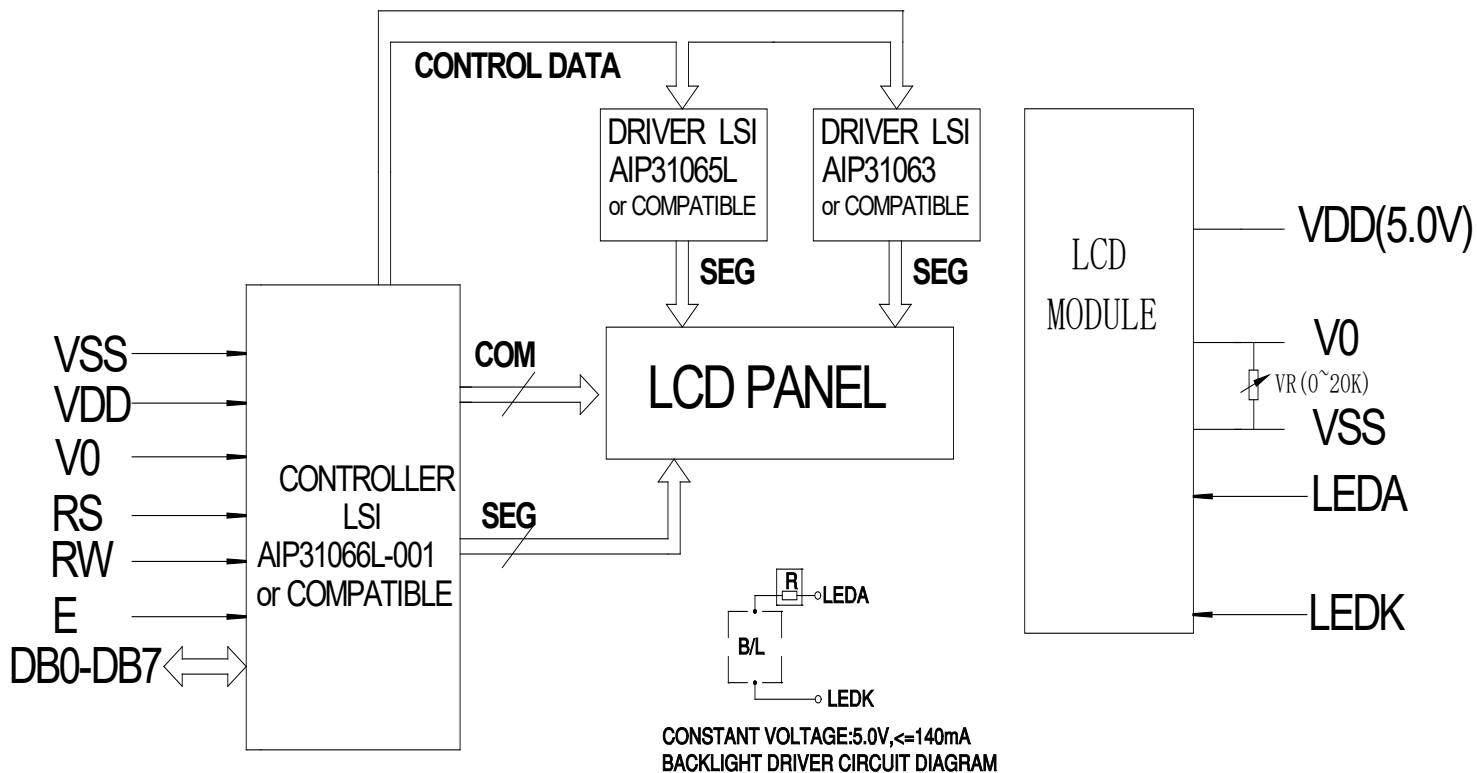 CONTROL DATA
DRIVER LSI
AIP31065L
or COMPATIBLE
DRIVER LSI
AIP31063
or COMPATIBLE
SEG
SEG
VSS
VDD
V0
RS
RW
E
DB0-DB7
CONTROLLER
LSI
AIP31066L-001
or COMPATIBLE
COM
SEG
LCD PANEL
R
LEDA
B/L
LEDK
CONSTANT VOLTAGE:5.0V,<=140mA
BACKLIGHT DRIVER CIRCUIT DIAGRAM
LCD
MODULE
VDD(5.0V)
V0
VR(0~20K)
VSS
LEDA
LEDK